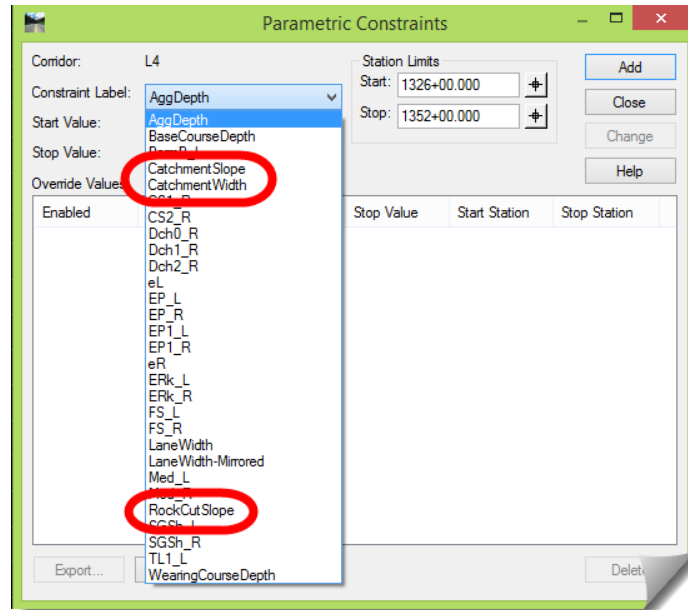 Parametric Constraints
Corridor: L4
Station Limits
Start: 1326+00.000
Stop: 1352+00.000
Add
Close
Change
Help
Constraint Label: AggDepth
Start Value:
Stop Value:
Override Values
Enabled Stop Value Start Station Stop Station
AggDepth
BaseCourseDepth
CatchmentSlope
CatchmentWidth
CS2_R
Dch0_R
Dch1_R
Dch2_R
eL
EP_L
EP_R
EP1_L
EP1_R
eR
ERk_L
ERk_R
FS_L
FS_R
LaneWidth
LaneWidth-Mirrored
Med_L
RockCutSlope
SGSh_R
TL1_L
WearingCourseDepth
Export...